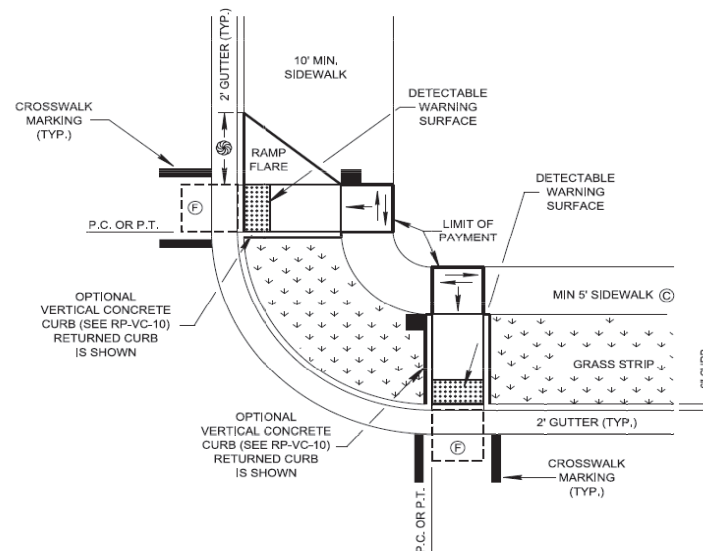 2' GUTTER (TYP.)
10' MIN.
SIDEWALK
DETECTABLE
WARNING
SURFACE
CROSSWALK
MARKING
(TYP.)
RAMP
FLARE
DETECTABLE
WARNING
SURFACE
F
P.C. OR P.T.
LIMIT OF
PAYMENT
OPTIONAL
VERTICAL CONCRETE
CURB (SEE RP-VC-10)
RETURNED CURB
IS SHOWN
MIN 5' SIDEWALK C
GRASS STRIP
OPTIONAL
VERTICAL CONCRETE
CURB (SEE RP-VC-10)
RETURNED CURB
IS SHOWN
2' GUTTER (TYP.)
F
CROSSWALK
MARKING
(TYP.)
P.C. OR P.T.